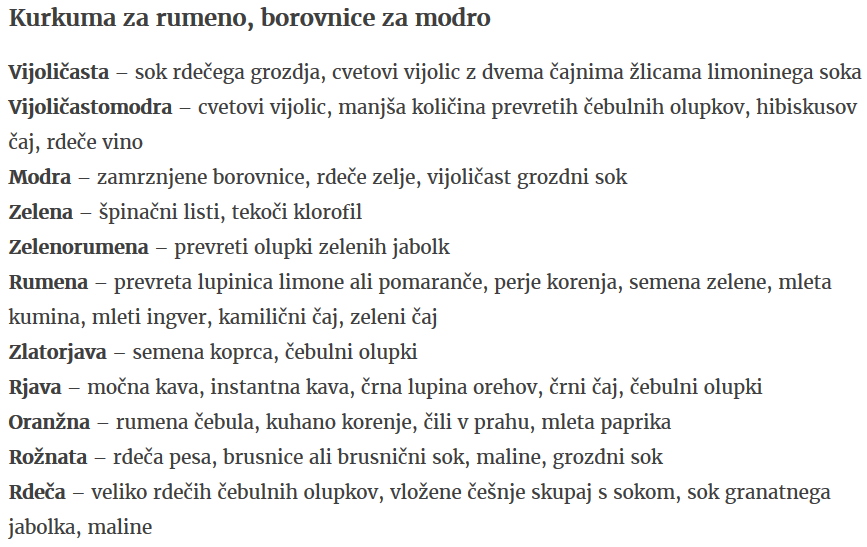 Kurkuma za rumeno, borovnice za modro
Vijoličasta – sok rdečega grozdja, cvetovi vijolic z dvema čajnima žlicama limoninega soka
Vijoličastomodra – cvetovi vijolic, manjša količina prevretih čebulnih olupkov, hibiskusov
čaj, rdeče vino
Modra – zamrznjene borovnice, rdeče zelje, vijoličast grozdni sok
Zelena – špinačni listi, tekoči klorofil
Zelenorumena – prevreti olupki zelenih jabolk
Rumena – prevreta lupinica limone ali pomaranče, perje korenja, semena zelene, mleta
kumina, mleti ingver, kamilični čaj, zeleni čaj
Zlatorjava – semena koprca, čebulni olupki
Rjava – močna kava, instantna kava, črna lupina orehov, črni čaj, čebulni olupki
Oranžna – rumena čebula, kuhano korenje, čili v prahu, mleta paprika
Rožnata – rdeča pesa, brusnice ali brusnični sok, maline, grozdni sok
Rdeča – veliko rdečih čebulnih olupkov, vložene češnje skupaj s sokom, sok granatnega
jabolka, maline